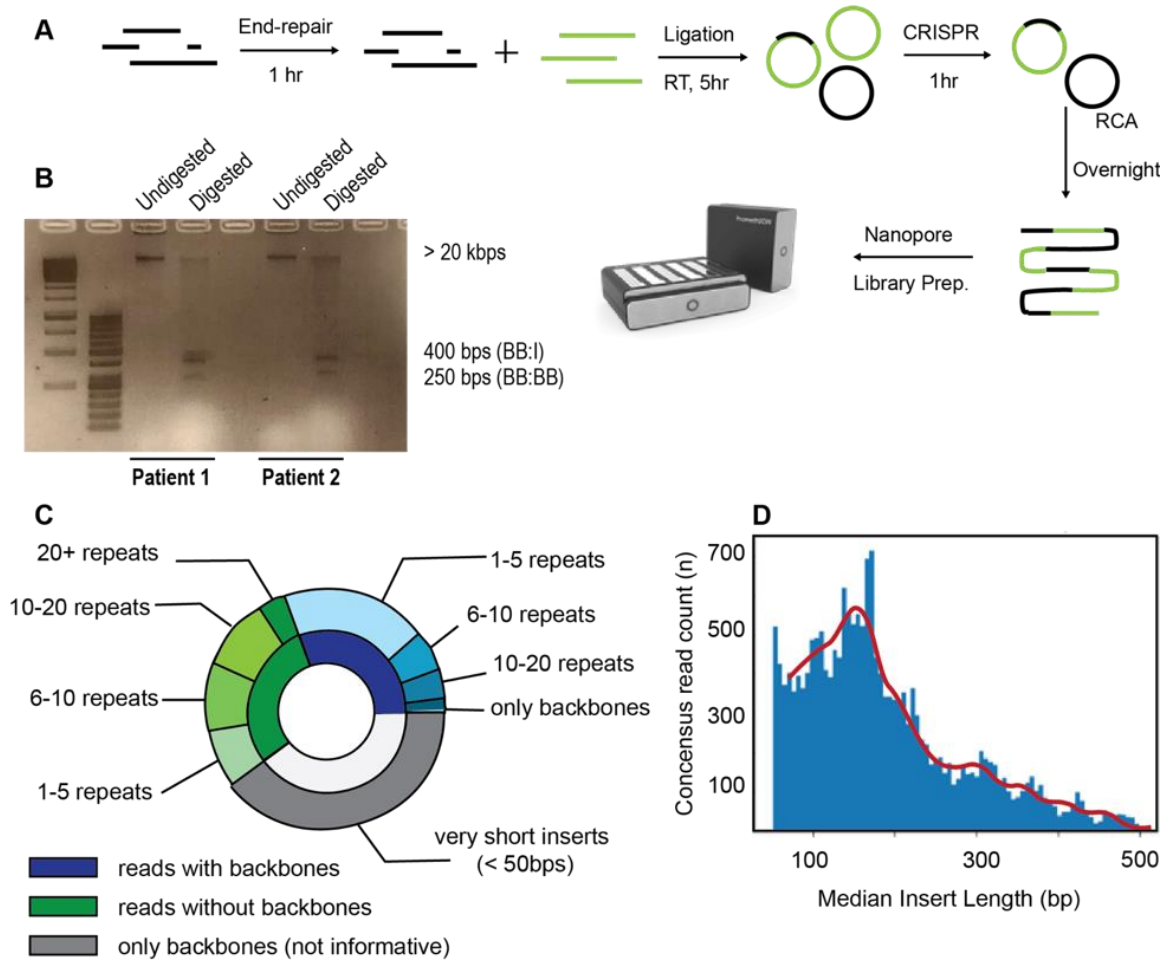 A
End-repair
1 hr
+
Ligation
RT, 5hr
CRISPR
1hr
RCA
Overnight
Nanopore
Library Prep.
PromethION
B
Undigested
Digested
Undigested
Digested
> 20 kbps
400 bps (BB:I)
250 bps (BB:BB)
Patient 1
Patient 2
C
20+ repeats
10-20 repeats
6-10 repeats
1-5 repeats
1-5 repeats
6-10 repeats
10-20 repeats
only backbones
very short inserts
(< 50bps)
reads with backbones
reads without backbones
only backbones (not informative)
D
Concensus read count (n)
700
500
300
100
100
300
500
Median Insert Length (bp)